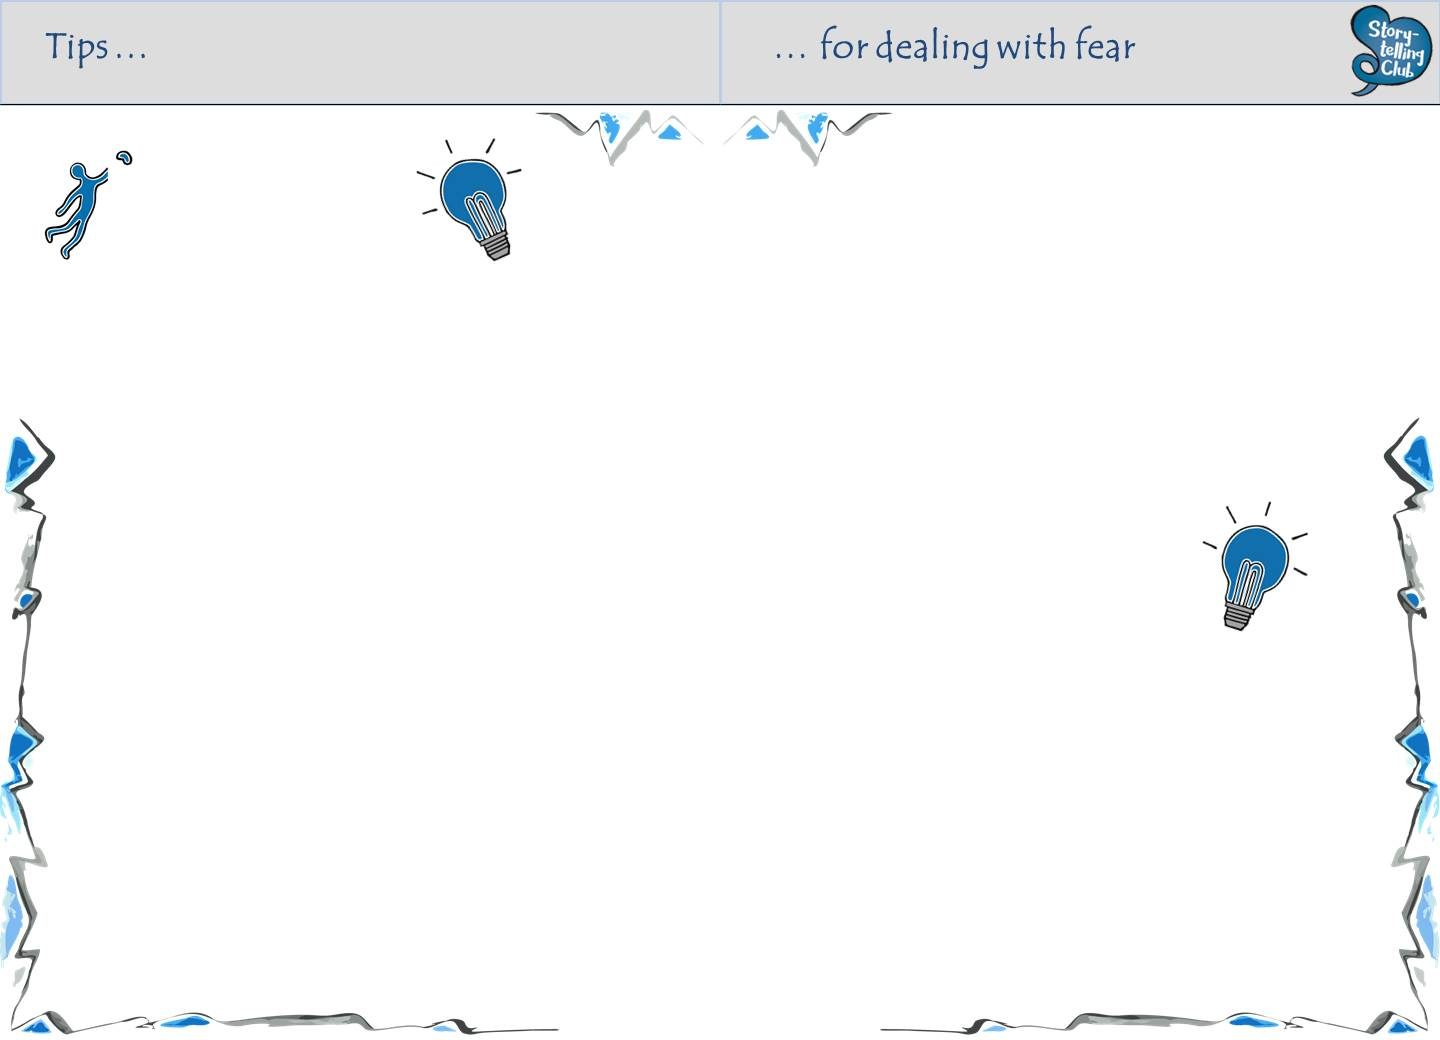 Tips …
… for dealing with fear
Story-
telling
Club